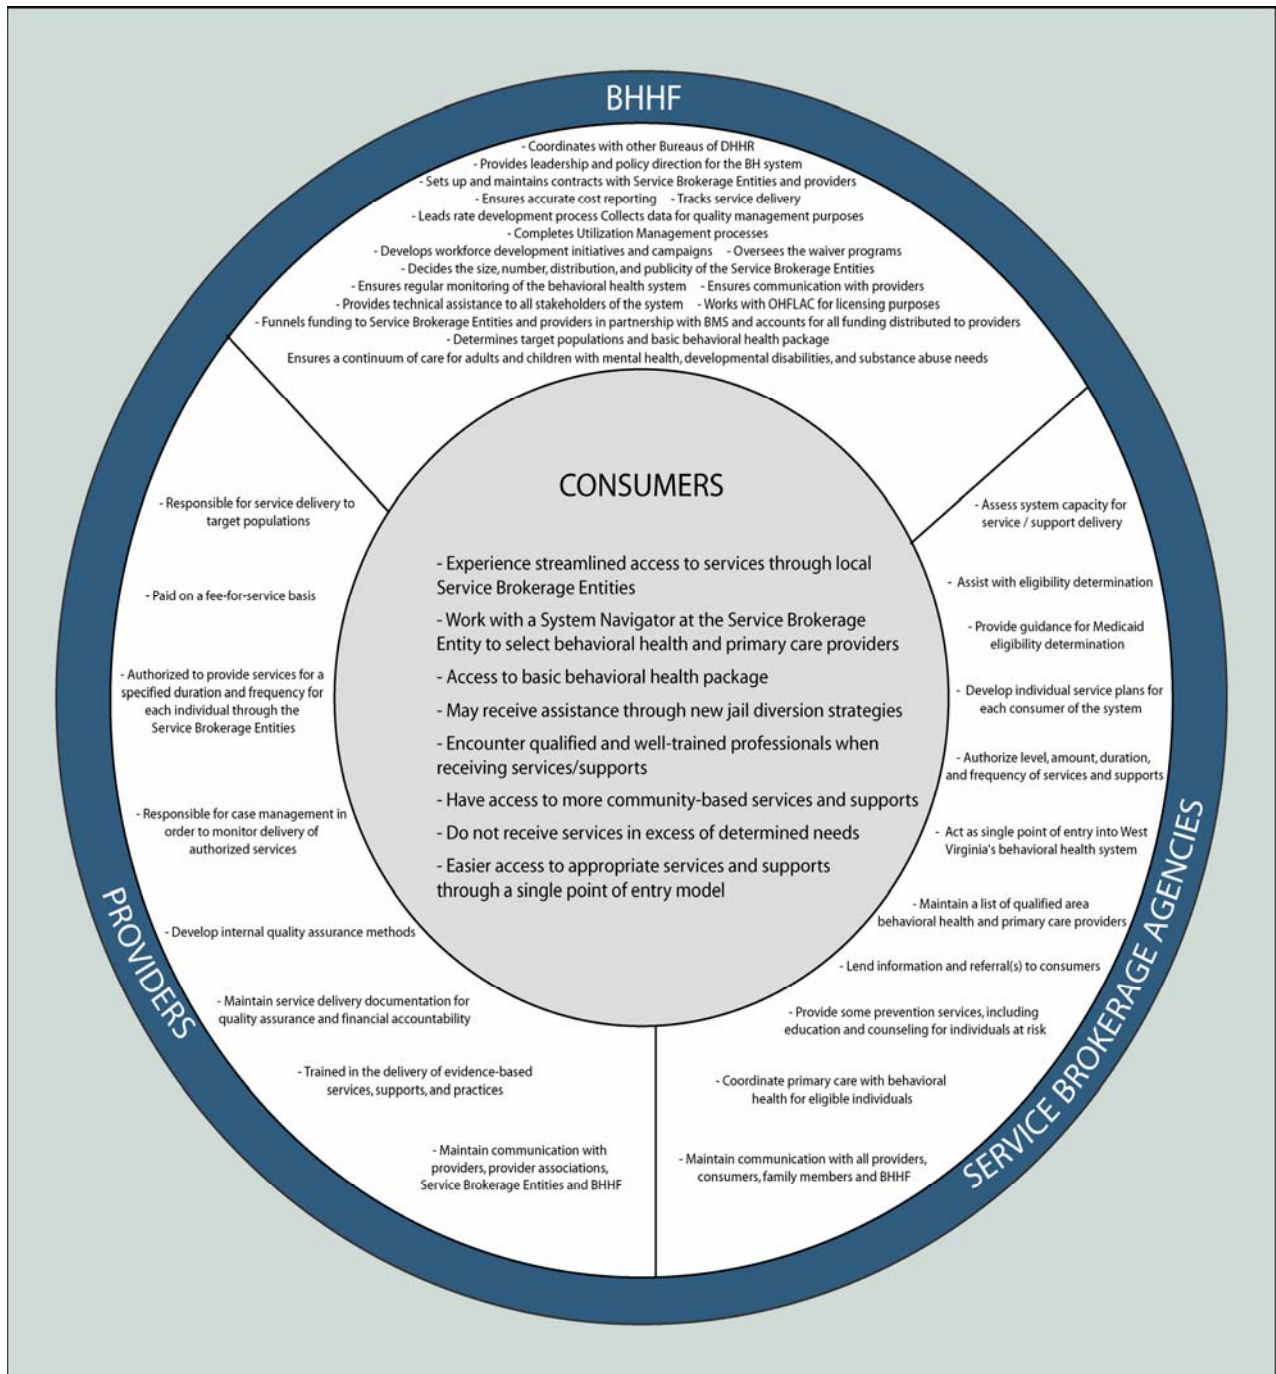 BHHF
- Coordinates with other Bureaus of DHHR
- Provides leadership and policy direction for the BH system
- Sets up and maintains contracts with Service Brokerage Entities and providers
- Ensures accurate cost reporting - Tracks service delivery
- Leads rate development process Collects data for quality management purposes
- Completes Utilization Management processes
- Develops workforce development initiatives and campaigns - Oversees the waiver programs
- Decides the size, number, distribution, and publicity of the Service Brokerage Entities
- Ensures regular monitoring of the behavioral health system - Ensures communication with providers
- Provides technical assistance to all stakeholders of the system - Works with OHFLAC for licensing purposes
- Funnels funding to Service Brokerage Entities and providers in partnership with BMS and accounts for all funding distributed to providers
- Determines target populations and basic behavioral health package
Ensures a continuum of care for adults and children with mental health, developmental disabilities, and substance abuse needs
CONSUMERS
- Experience streamlined access to services through local
Service Brokerage Entities
- Work with a System Navigator at the Service Brokerage
Entity to select behavioral health and primary care providers
- Access to basic behavioral health package
- May receive assistance through new jail diversion strategies
- Encounter qualified and well-trained professionals when
receiving services/supports
- Have access to more community-based services and supports
- Do not receive services in excess of determined needs
- Easier access to appropriate services and supports
through a single point of entry model
PROVIDERS
- Responsible for service delivery to
target populations
- Paid on a fee-for-service basis
- Authorized to provide services for a
specified duration and frequency for
each individual through the
Service Brokerage Entities
- Responsible for case management in
order to monitor delivery of
authorized services
- Develop internal quality assurance methods
- Maintain service delivery documentation for
quality assurance and financial accountability
- Trained in the delivery of evidence-based
services, supports, and practices
- Maintain communication with
providers, provider associations,
Service Brokerage Entities and BHHF
SERVICE BROKERAGE AGENCIES
- Assess system capacity for
service / support delivery
- Assist with eligibility determination
- Provide guidance for Medicaid
eligibility determination
- Develop individual service plans for
each consumer of the system
- Authorize level, amount, duration,
and frequency of services and supports
- Act as single point of entry into West
Virginia's behavioral health system
- Maintain a list of qualified area
behavioral health and primary care providers
- Lend information and referral(s) to consumers
- Provide some prevention services, including
education and counseling for individuals at risk
- Coordinate primary care with behavioral
health for eligible individuals
- Maintain communication with all providers,
consumers, family members and BHHF